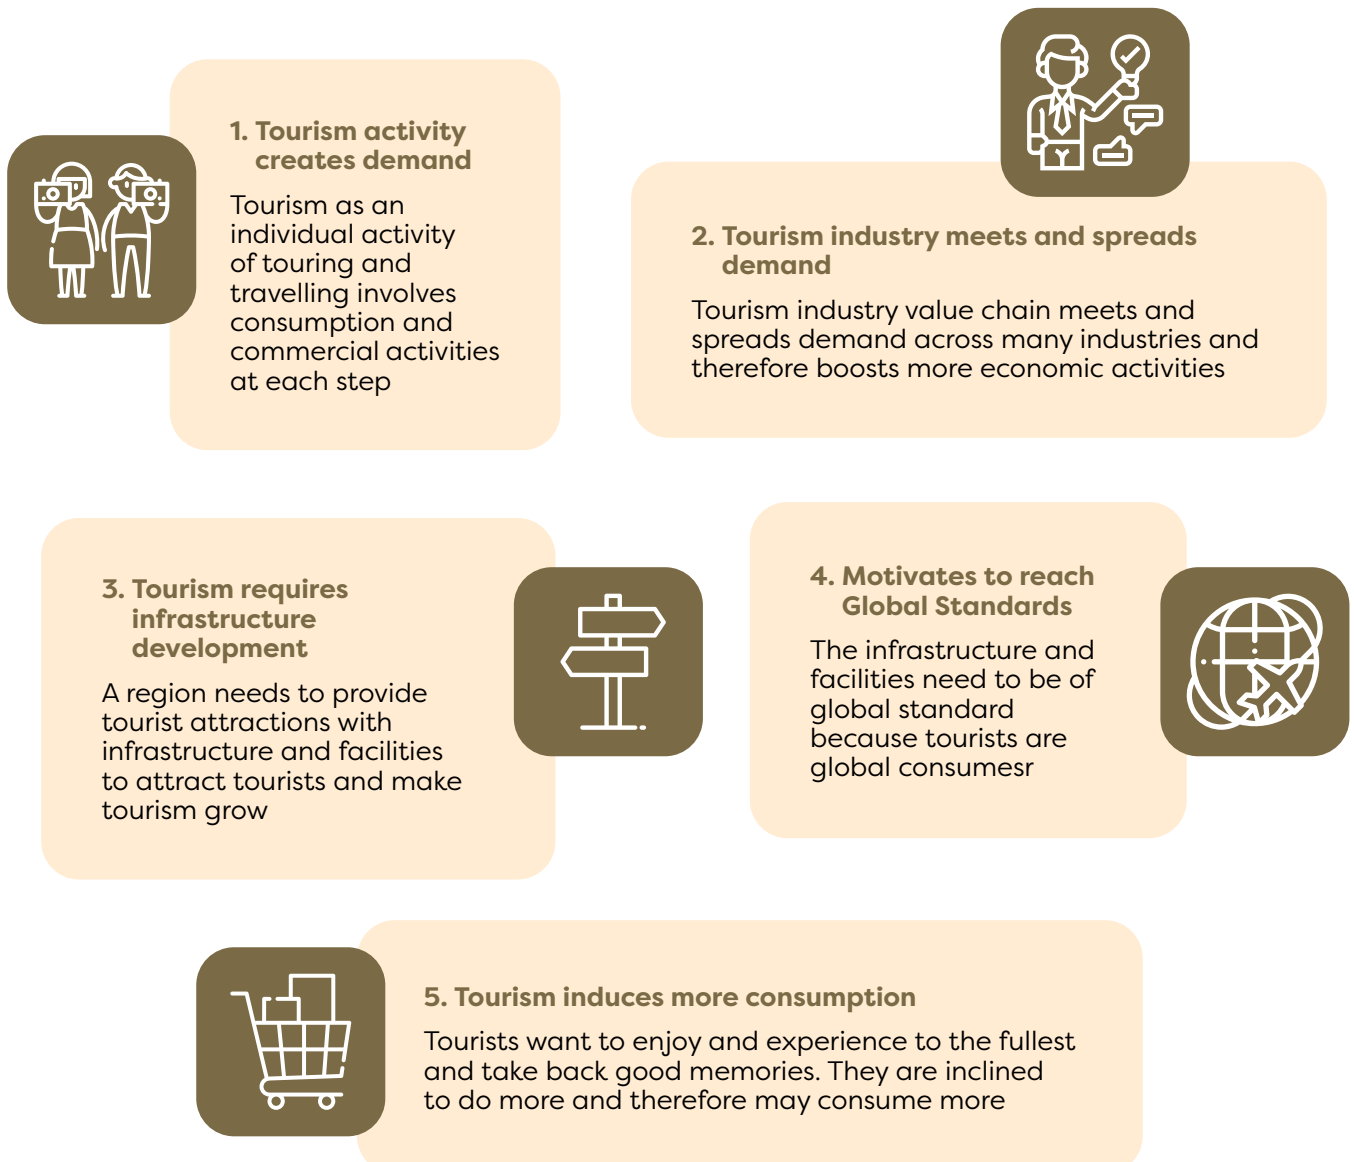 1. Tourism activity
creates demand
Tourism as an
individual activity
of touring and
travelling involves
consumption and
commercial activities
at each step
2. Tourism industry meets and spreads
demand
Tourism industry value chain meets and
spreads demand across many industries and
therefore boosts more economic activities
3. Tourism requires
infrastructure
development
A region needs to provide
tourist attractions with
infrastructure and facilities
to attract tourists and make
tourism grow
4. Motivates to reach
Global Standards
The infrastructure and
facilities need to be of
global standard
because tourists are
global consumesr
5. Tourism induces more consumption
Tourists want to enjoy and experience to the fullest
and take back good memories. They are inclined
to do more and therefore may consume more